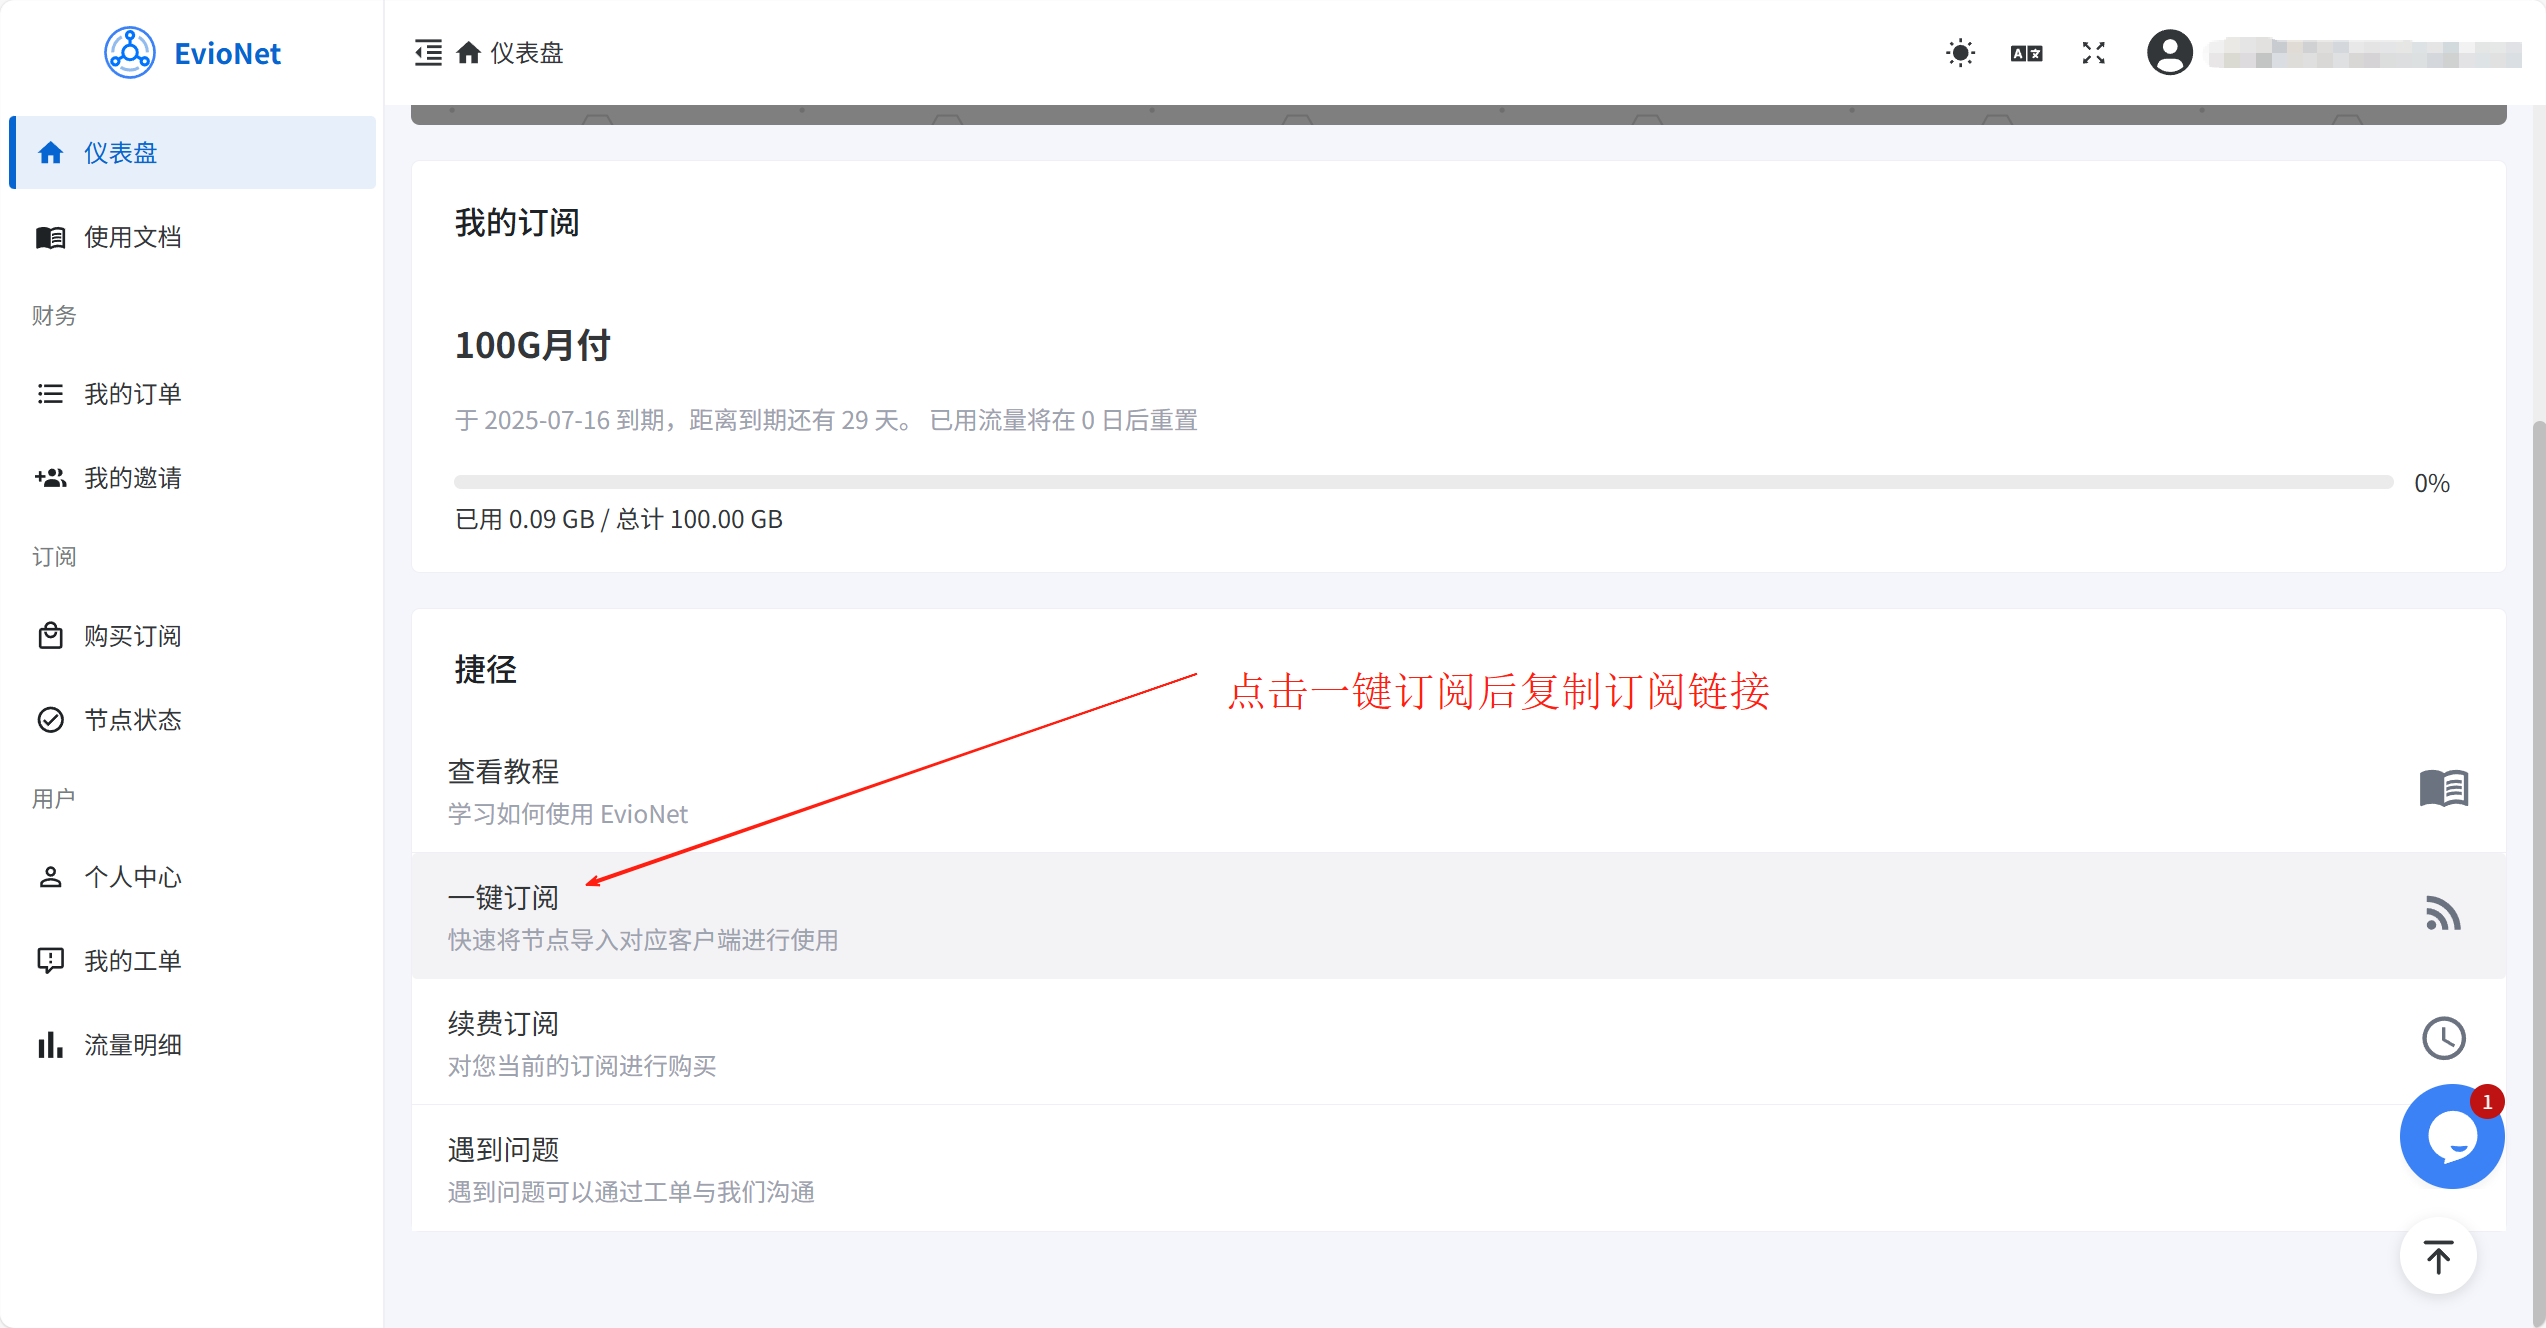 EvioNet
仪表盘
仪表盘
使用文档
财务
我的订单
我的邀请
订阅
购买订阅
节点状态
用户
个人中心
我的工单
流量明细
我的订阅
100G月付
于 2025-07-16 到期，距离到期还有 29 天。 已用流量将在 0 日后重置
0%
已用 0.09 GB / 总计 100.00 GB
捷径
点击一键订阅后复制订阅链接
查看教程
学习如何使用 EvioNet
一键订阅
快速将节点导入对应客户端进行使用
续费订阅
对您当前的订阅进行购买
1
遇到问题
遇到问题可以通过工单与我们沟通